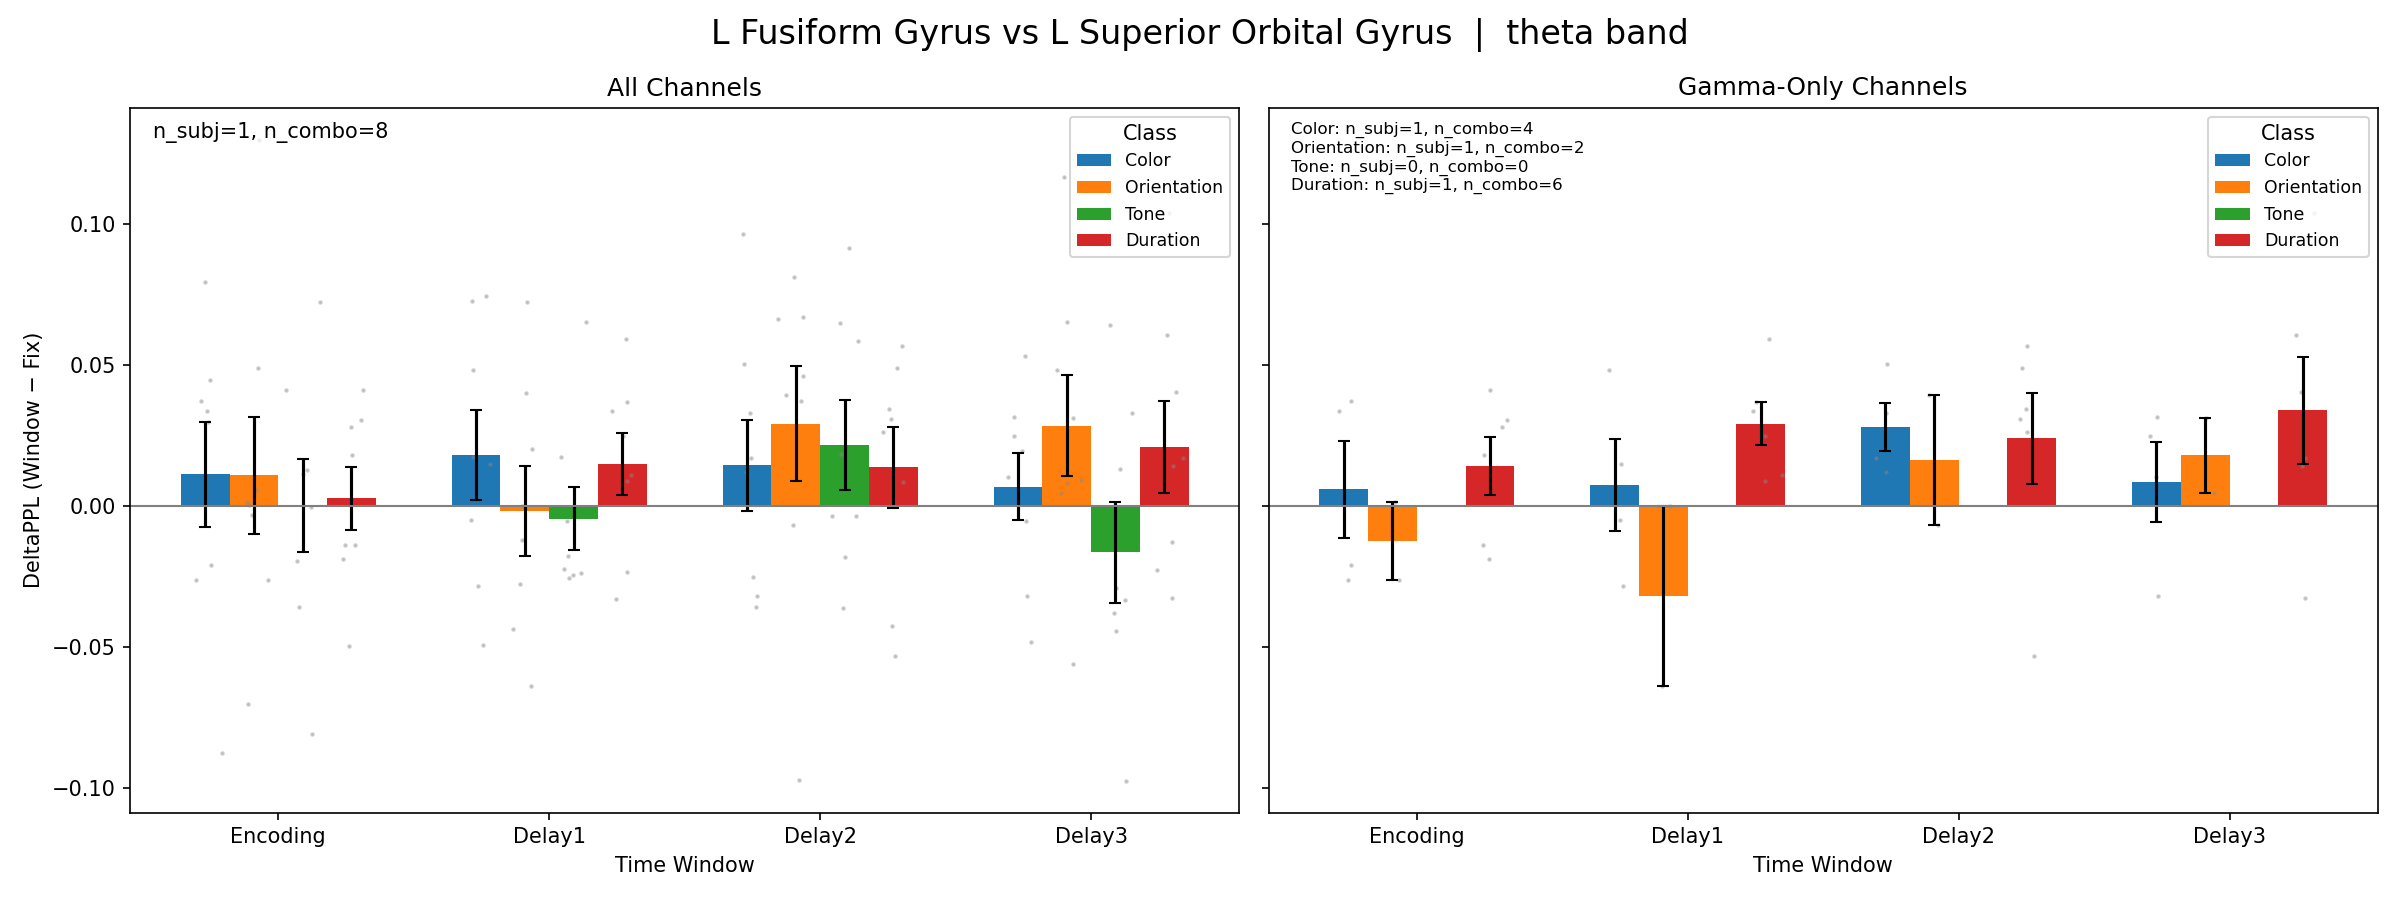 L Fusiform Gyrus vs L Superior Orbital Gyrus | theta band
All Channels
n_subj=1, n_combo=8
Class
Color
Orientation
Tone
Duration
0.10
0.05
0.00
−0.05
−0.10
DeltaPPL (Window − Fix)
Encoding
Delay1
Delay2
Delay3
Time Window
Gamma-Only Channels
Color: n_subj=1, n_combo=4
Orientation: n_subj=1, n_combo=2
Tone: n_subj=0, n_combo=0
Duration: n_subj=1, n_combo=6
Class
Color
Orientation
Tone
Duration
Encoding
Delay1
Delay2
Delay3
Time Window